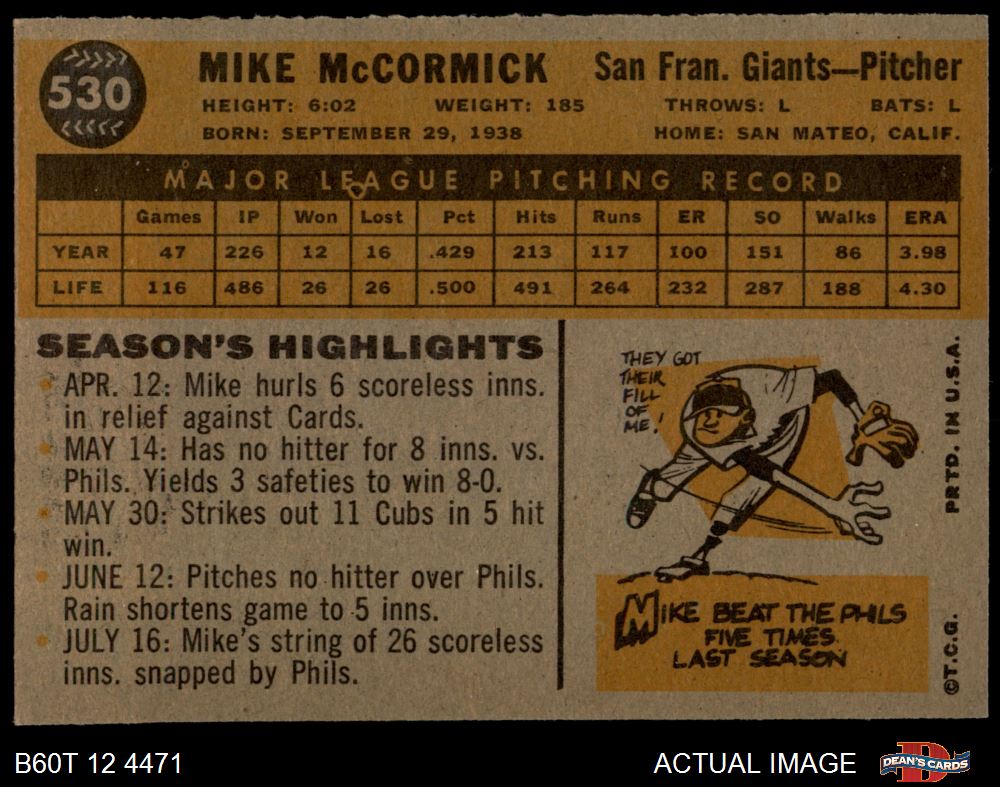 530
MIKE McCORMICK San Fran. Giants—Pitcher
HEIGHT: 6:02 WEIGHT: 185 THROWS: L BATS: L
BORN: SEPTEMBER 29, 1938 HOME: SAN MATEO, CALIF.
MAJOR LEAGUE PITCHING RECORD
Games IP Won Lost Pct Hits Runs ER SO Walks ERA
YEAR 47 226 12 16 .429 213 117 100 151 86 3.98
LIFE 116 486 26 26 .500 491 264 232 287 188 4.30
SEASON'S HIGHLIGHTS
APR. 12: Mike hurls 6 scoreless inns.
in relief against Cards.
MAY 14: Has no hitter for 8 inns. vs.
Phils. Yields 3 safeties to win 8-0.
MAY 30: Strikes out 11 Cubs in 5 hit
win.
JUNE 12: Pitches no hitter over Phils.
Rain shortens game to 5 inns.
JULY 16: Mike's string of 26 scoreless
inns. snapped by Phils.
THEY GOT
THEIR
FILL
OF
ME!
MIKE BEAT THE PHILS
FIVE TIMES
LAST SEASON
©T.C.G. PRTD. IN U.S.A.
B60T 12 4471 ACTUAL IMAGE
DEAN'S CARDS